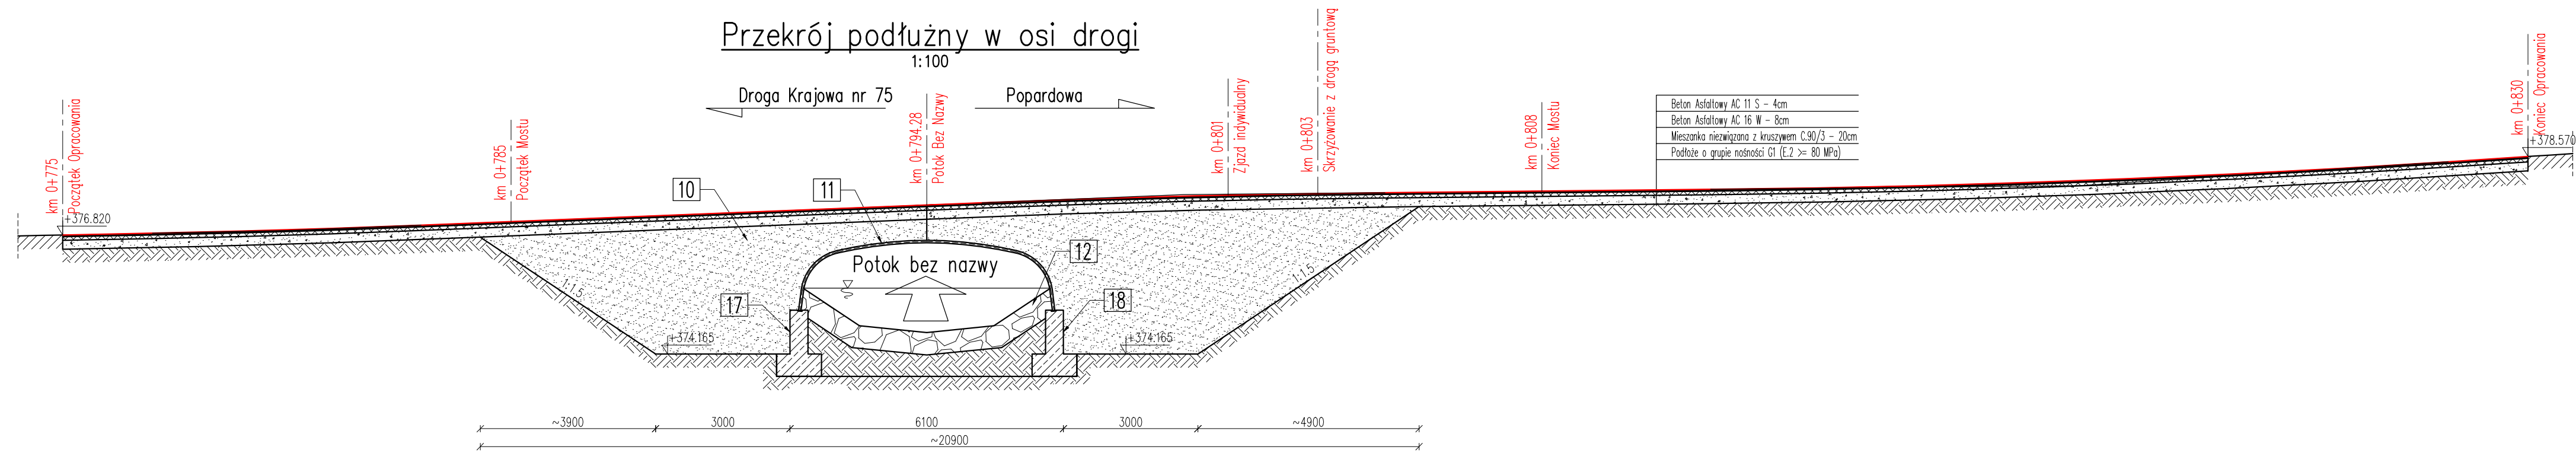 Przekrój podłużny w osi drogi
1:100
Droga Krajowa nr 75
Popardowa
km 0+775
Początek Opracowania
+376.820
km 0+785
Początek Mostu
km 0+794.28
Potok Bez Nazwy
km 0+801
Zjazd indywidualny
km 0+803
Skrzyżowanie z drogą gruntową
km 0+808
Koniec Mostu
Beton Asfaltowy AC 11 S - 4cm
Beton Asfaltowy AC 16 W - 8cm
Mieszanka niezwiązana z kruszywem C.90/3 - 20cm
Podłoże o grupie nośności G1 (E.2 >= 80 MPa)
km 0+830
Koniec Opracowania
+378.570
10
11
12
Potok bez nazwy
17
18
1:1.5
1:1.5
+374.165
+374.165
~3900
3000
6100
3000
~4900
~20900